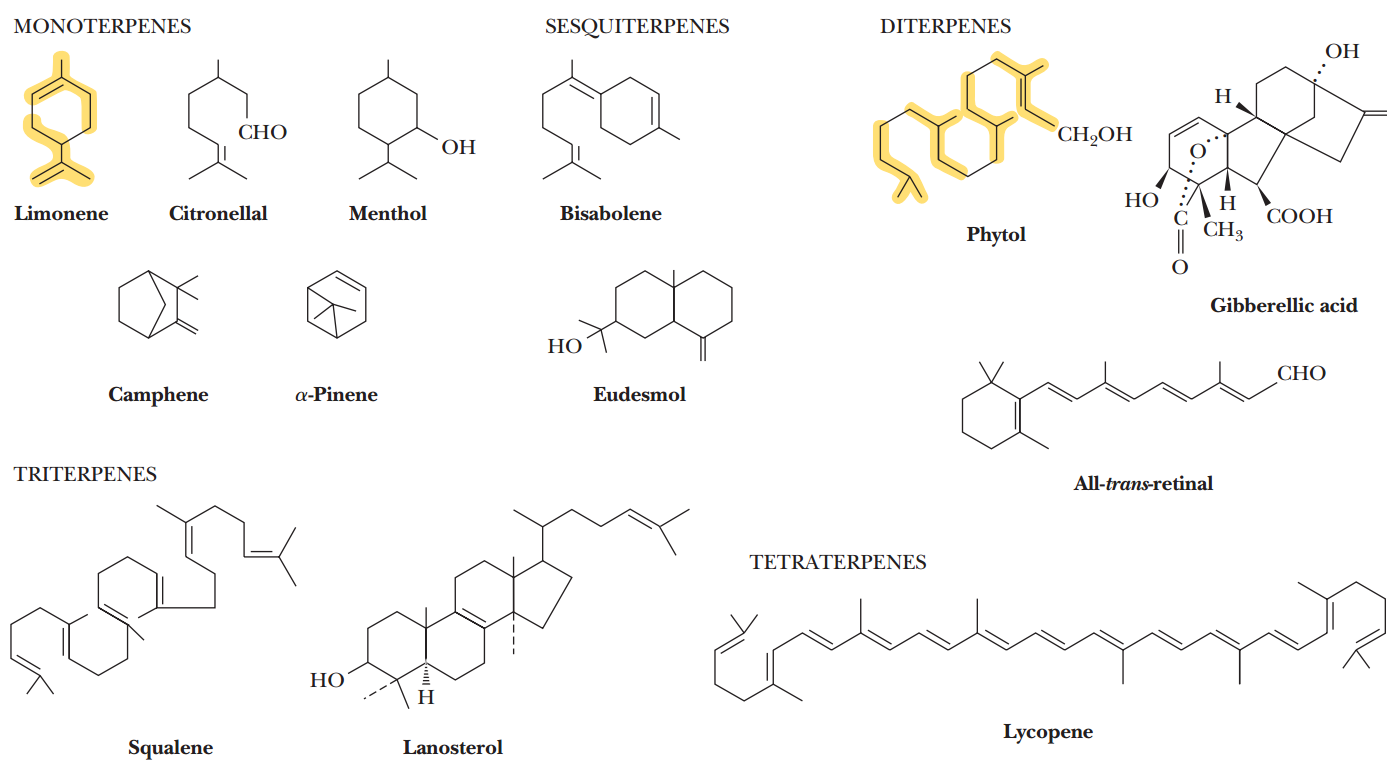 MONOTERPENES
SESQUITERPENES
DITERPENES
OH
H
CHO
OH
CH₂OH
O
HO
H
C
CH₃
COOH
O
Limonene
Citronellal
Menthol
Bisabolene
Phytol
Gibberellic acid
HO
Camphene
α-Pinene
Eudesmol
CHO
All-trans-retinal
TRITERPENES
TETRATERPENES
HO
H
Squalene
Lanosterol
Lycopene